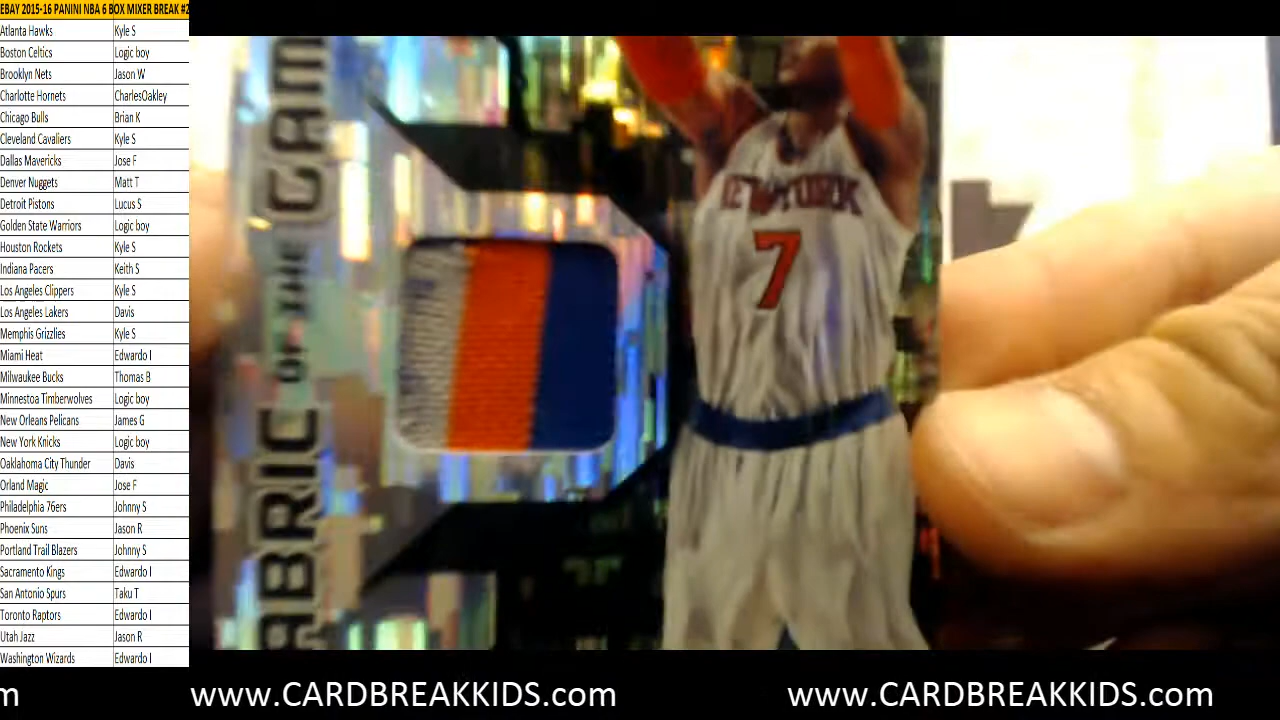 EBAY 2015-16 PANINI NBA 6 BOX MIXER BREAK #2
Atlanta Hawks Kyle S
Boston Celtics Logic boy
Brooklyn Nets Jason W
Charlotte Hornets CharlesOakley
Chicago Bulls Brian K
Cleveland Cavaliers Kyle S
Dallas Mavericks Jose F
Denver Nuggets Matt T
Detroit Pistons Lucus S
Golden State Warriors Logic boy
Houston Rockets Kyle S
Indiana Pacers Keith S
Los Angeles Clippers Kyle S
Los Angeles Lakers Davis
Memphis Grizzlies Kyle S
Miami Heat Edwardo I
Milwaukee Bucks Thomas B
Minnestoa Timberwolves Logic boy
New Orleans Pelicans James G
New York Knicks Logic boy
Oaklahoma City Thunder Davis
Orland Magic Jose F
Philadelphia 76ers Johnny S
Phoenix Suns Jason R
Portland Trail Blazers Johnny S
Sacramento Kings Edwardo I
San Antonio Spurs Taku T
Toronto Raptors Edwardo I
Utah Jazz Jason R
Washington Wizards Edwardo I
ABRIC OF THE GAM
NEW YORK
7
m www.CARDBREAKKIDS.com www.CARDBREAKKIDS.com